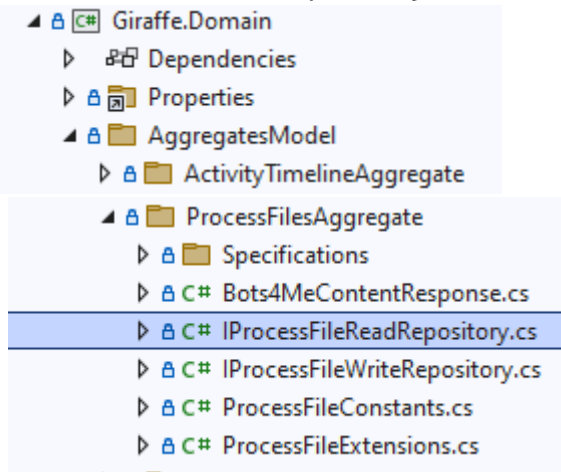 C# Giraffe.Domain
Dependencies
Properties
AggregatesModel
ActivityTimelineAggregate
ProcessFilesAggregate
Specifications
C# Bots4MeContentResponse.cs
C# IProcessFileReadRepository.cs
C# IProcessFileWriteRepository.cs
C# ProcessFileConstants.cs
C# ProcessFileExtensions.cs